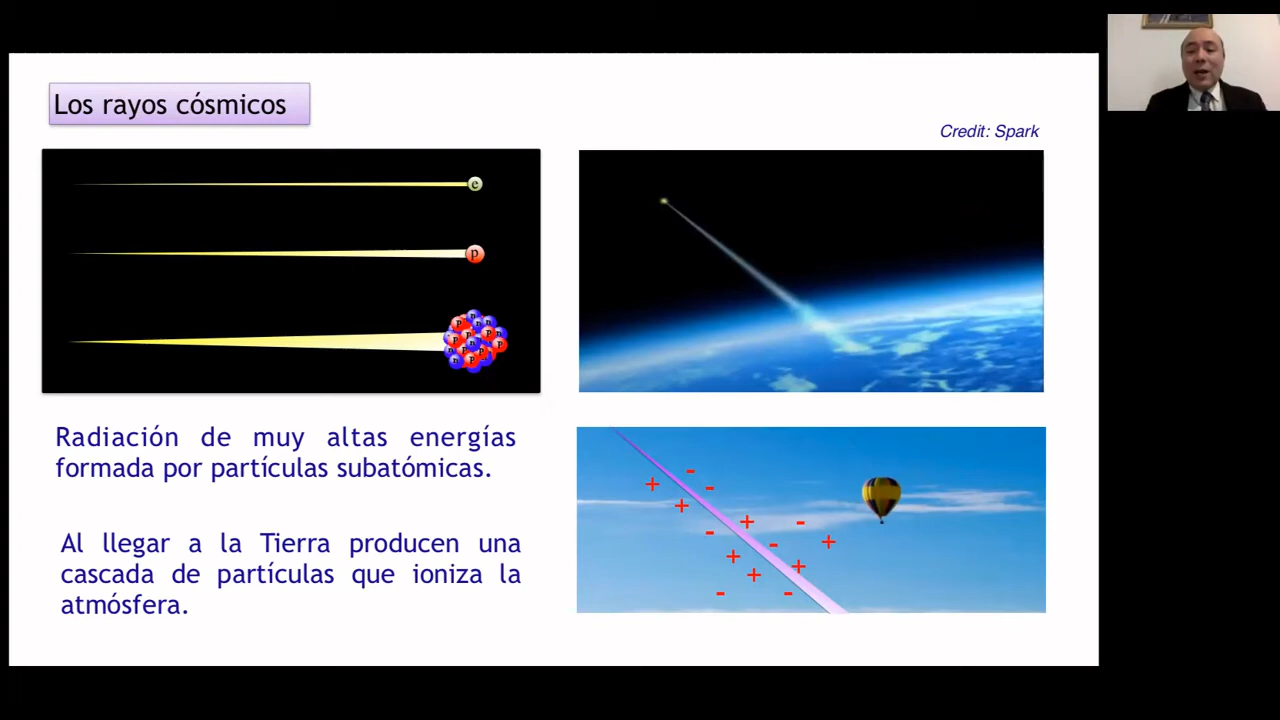 Los rayos cósmicos
Credit: Spark
e
p
Radiación de muy altas energías
formada por partículas subatómicas.
Al llegar a la Tierra producen una
cascada de partículas que ioniza la
atmósfera.